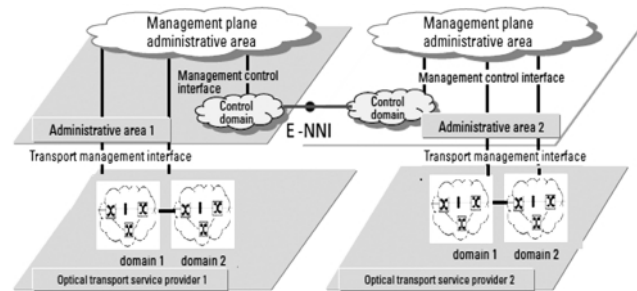 Management plane
administrative area
Management plane
administrative area
Management control
interface
Management control interface
Control
domain
Control
domain
E -NNI
Administrative area 1
Administrative area 2
Transport management interface
Transport management interface
domain 1
domain 2
domain 1
domain 2
Optical transport service provider 1
Optical transport service provider 2